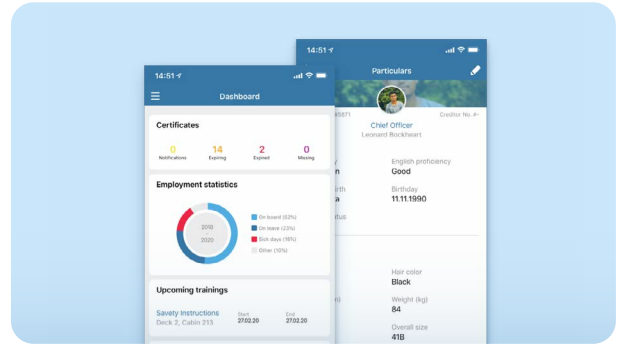 14:51
Dashboard
Certificates
0
Notifications
14
Expiring
2
Expired
0
Missing
Employment statistics
2018
-
2020
On board (53%)
On leave (23%)
Sick days (16%)
Other (10%)
Upcoming trainings
Savety Instructions
Deck 2, Cabin 213
Start
27.02.20
End
27.02.20
14:51
Particulars
Creditor No. 4-
Chief Officer
Leonard Bockhwart
English proficiency
Good
Birthday
11.11.1990
Hair color
Black
Weight (kg)
84
Overall size
41B